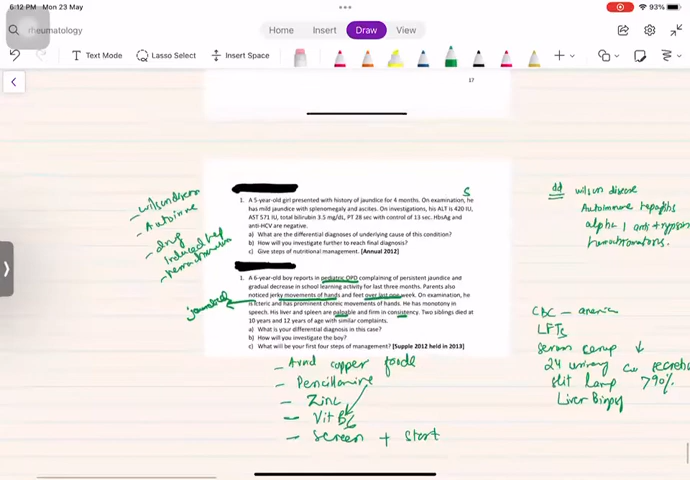 6:12 PM Mon 23 May
93%
rheumatology
Home Insert Draw View
Text Mode Lasso Select Insert Space
17
S
1. A 5-year-old girl presented with history of jaundice for 4 months. On examination, he
has mild jaundice with splenomegaly and ascites. On investigations, his ALT is 420 IU,
AST 571 IU, total bilirubin 3.5 mg/dl, PT 28 sec with control of 13 sec. HbsAg and
anti-HCV are negative.
a) What are the differential diagnoses of underlying cause of this condition?
b) How will you investigate further to reach final diagnosis?
c) Give steps of nutritional management. [Annual 2012]
- wilson disease
- Autoimmune
- drug
induced hep
- hemochromatosis
dd wilson disease
Autoimmune hepatitis
alpha 1 anti trypsin
hemochromatosis.
1. A 6-year-old boy reports in pediatric OPD complaining of persistent jaundice and
gradual decrease in school learning activity for last three months. Parents also
noticed jerky movements of hands and feet over last one week. On examination, he
is icteric and has prominent choreic movements of hands. He has monotony in
speech. His liver and spleen are palpable and firm in consistency. Two siblings died at
10 years and 12 years of age with similar complaints.
a) What is your differential diagnosis in this case?
b) How will you investigate the boy?
c) What will be your first four steps of management? [Supple 2012 held in 2013]
CBC - anemia
LFTs
Serum cerup ↓
24 urinary Cu
slit lamp
Liver Biopsy
- Avoid copper foods
- Pencillamine
- Zinc
- Vit B6
- Screen + start